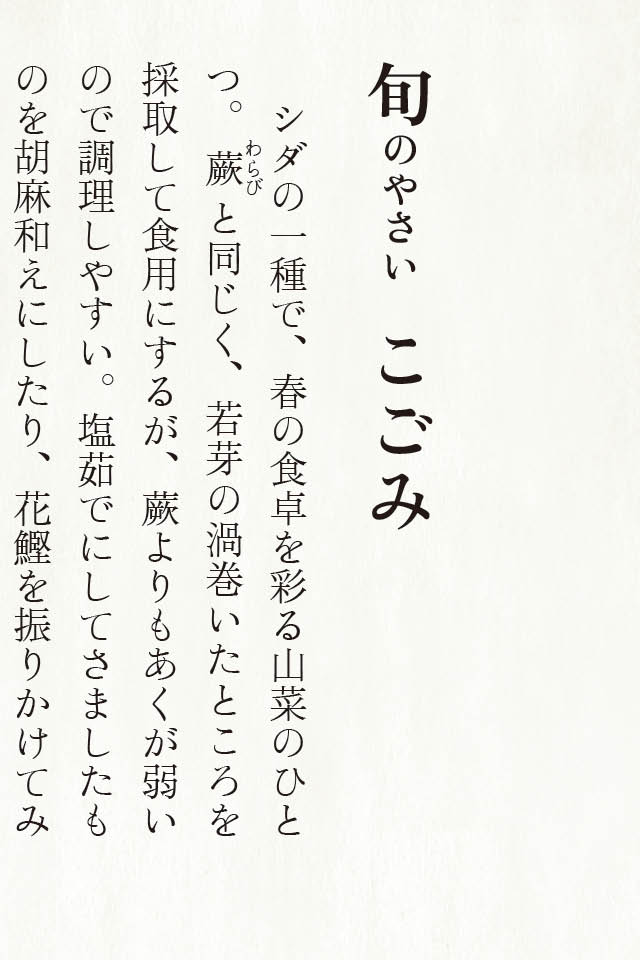 旬のやさい　こごみ
シダの一種で、春の食卓を彩る山菜のひと
つ。蕨と同じく、若芽の渦巻いたところを
わらび
採取して食用にするが、蕨よりもあくが弱い
ので調理しやすい。塩茹でにしてさましたも
のを胡麻和えにしたり、花鰹を振りかけてみ